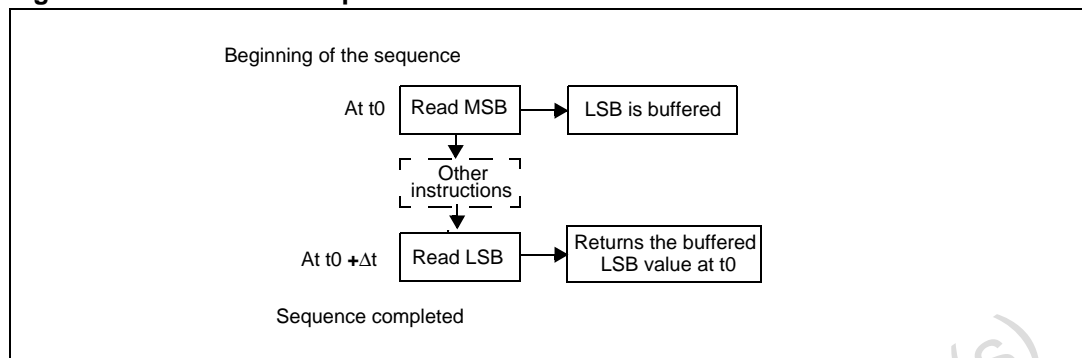 Beginning of the sequence
At t0
Read MSB
LSB is buffered
Other
instructions
At t0 +Δt
Read LSB
Returns the buffered
LSB value at t0
Sequence completed